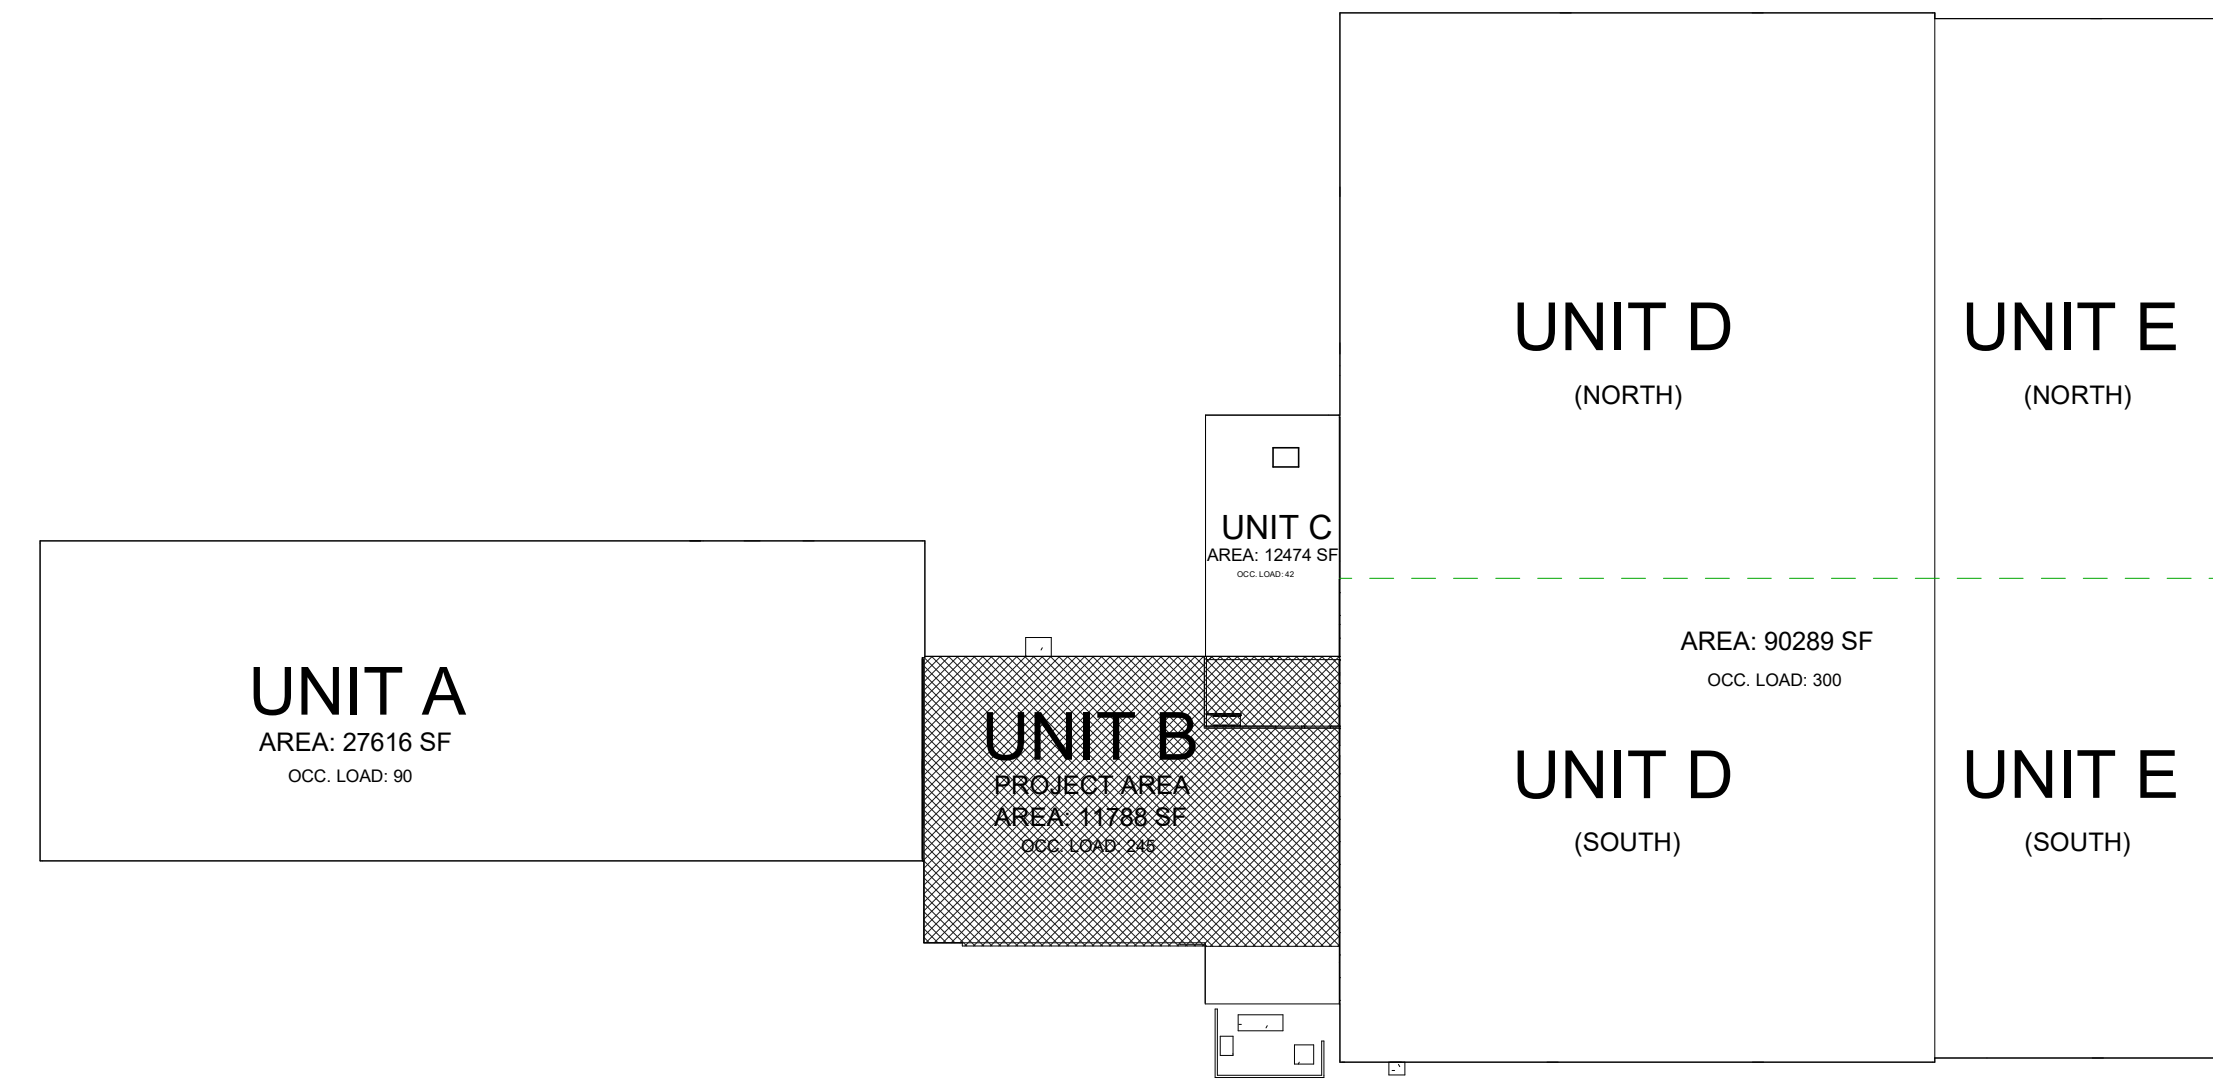 UNIT A
AREA: 27616 SF
OCC. LOAD: 90
UNIT B
PROJECT AREA
AREA: 11788 SF
OCC. LOAD: 245
UNIT C
AREA: 12474 SF
OCC. LOAD: 42
UNIT D
(NORTH)
UNIT E
(NORTH)
AREA: 90289 SF
OCC. LOAD: 300
UNIT D
(SOUTH)
UNIT E
(SOUTH)